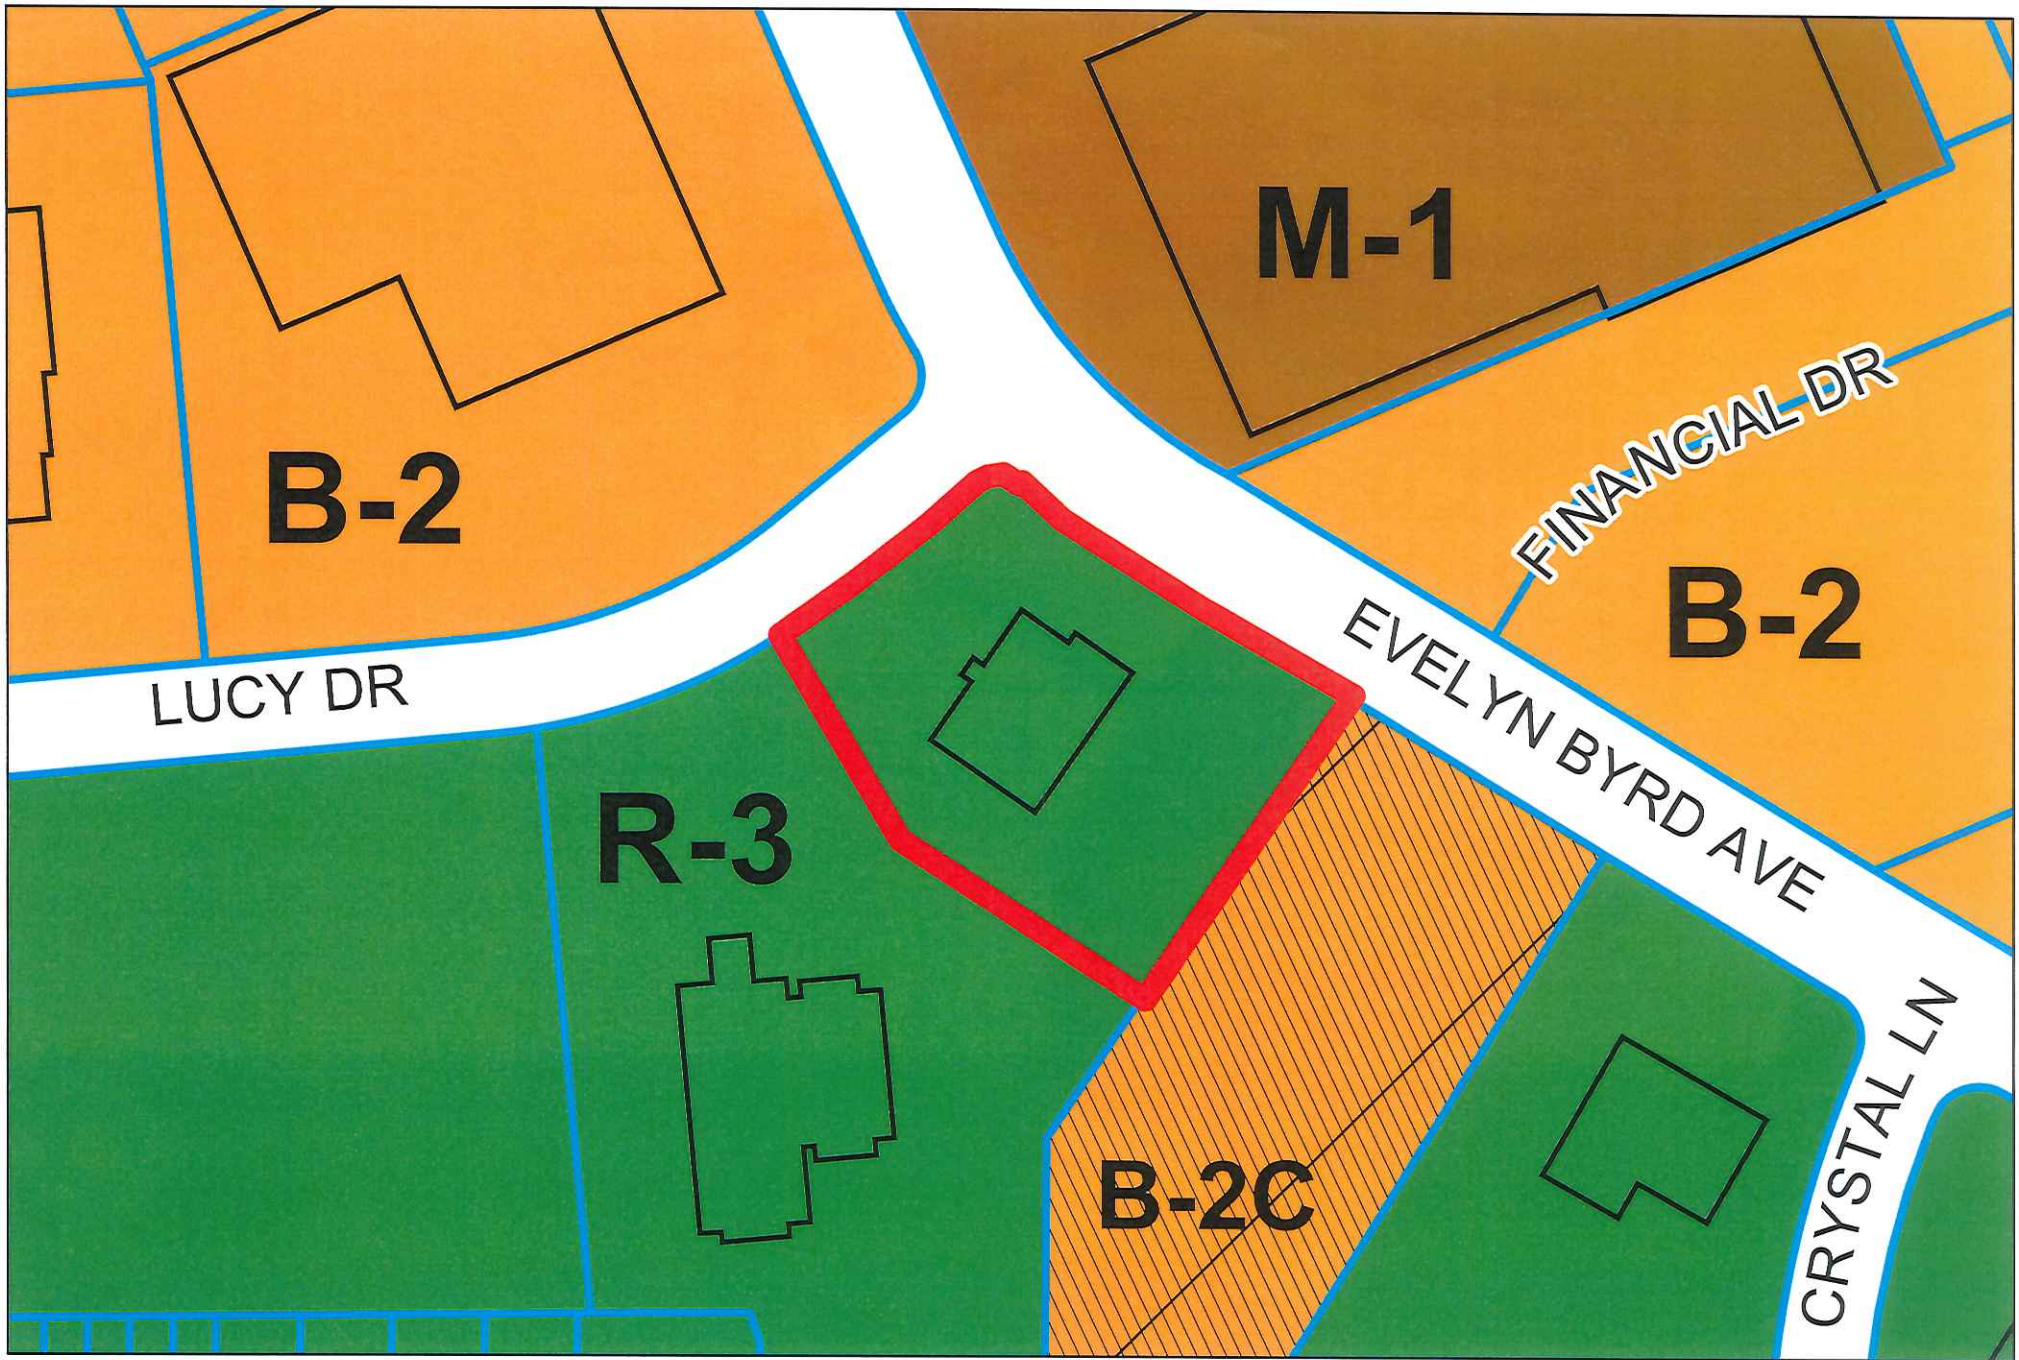 M-1
FINANCIAL DR
B-2
B-2
EVELYN BYRD AVE
LUCY DR
R-3
CRYSTAL LN
B-2C